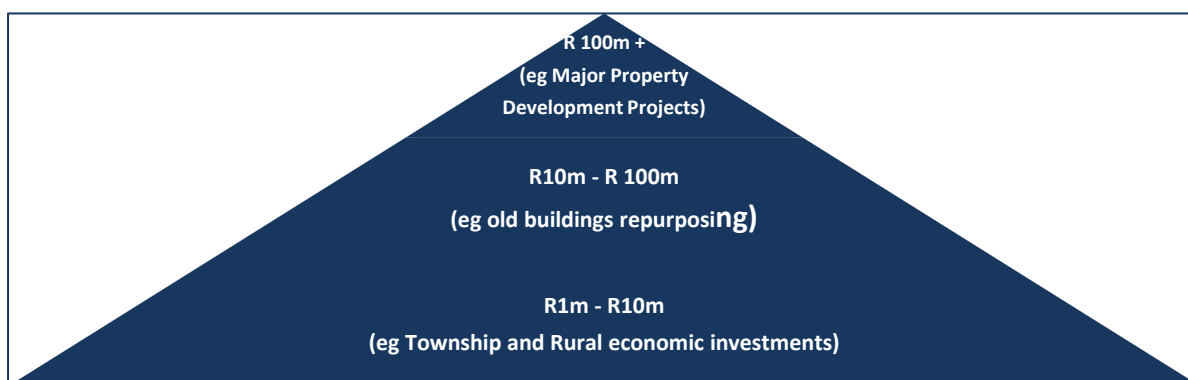 R 100m +
(eg Major Property
Development Projects)
R10m - R 100m
(eg old buildings repurposing)
R1m - R10m
(eg Township and Rural economic investments)